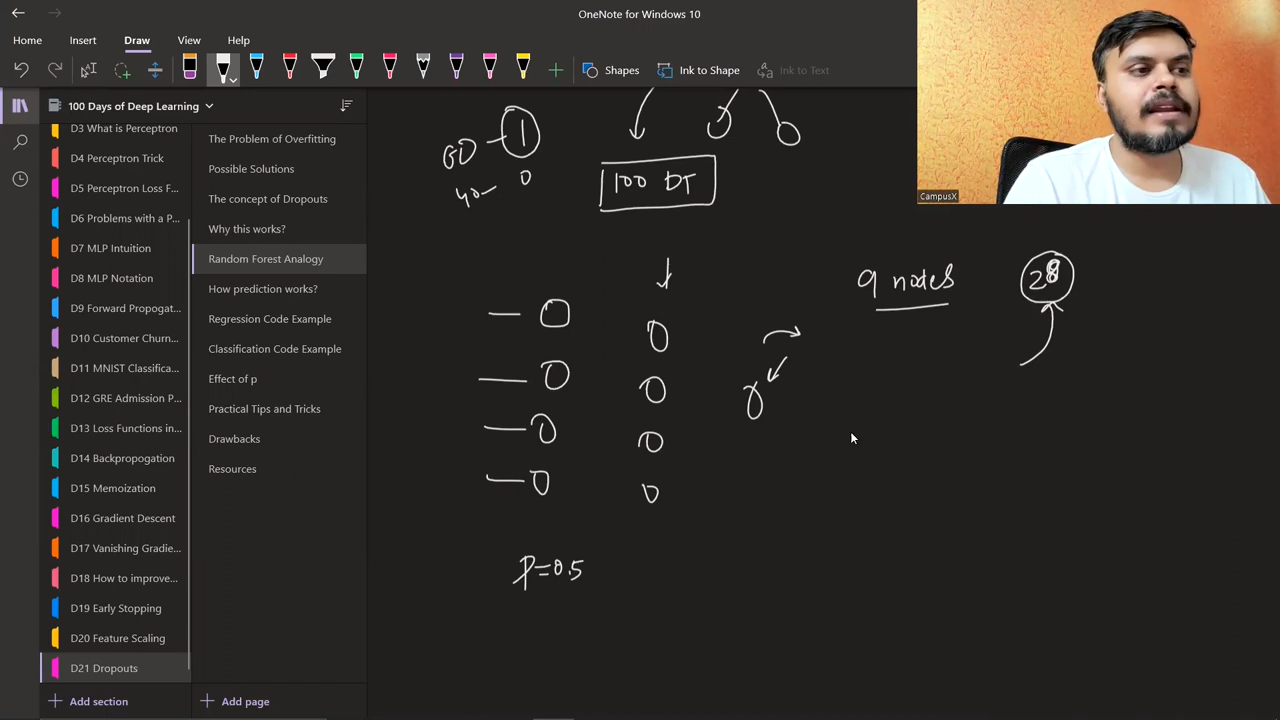 OneNote for Windows 10
Home Insert Draw View Help
Shapes Ink to Shape Ink to Text
100 Days of Deep Learning
D3 What is Perceptron
D4 Perceptron Trick
D5 Perceptron Loss F...
D6 Problems with a P...
D7 MLP Intuition
D8 MLP Notation
D9 Forward Propogat...
D10 Customer Churn...
D11 MNIST Classifica...
D12 GRE Admission P...
D13 Loss Functions in...
D14 Backpropogation
D15 Memoization
D16 Gradient Descent
D17 Vanishing Gradie...
D18 How to improve...
D19 Early Stopping
D20 Feature Scaling
D21 Dropouts
Add section
The Problem of Overfitting
Possible Solutions
The concept of Dropouts
Why this works?
Random Forest Analogy
How prediction works?
Regression Code Example
Classification Code Example
Effect of p
Practical Tips and Tricks
Drawbacks
Resources
Add page
60 - 1
40 - 0
100 DT
9 nodes
P=0.5
CampusX